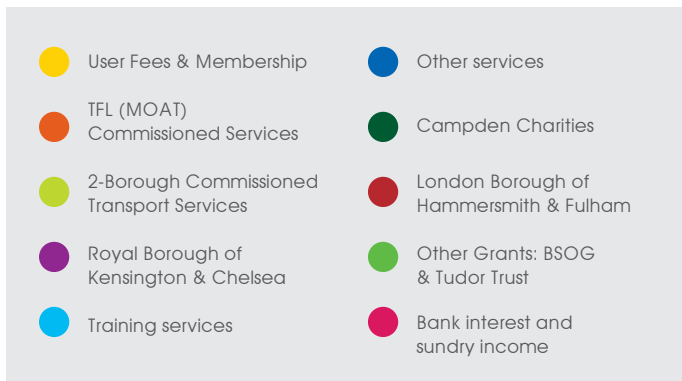 User Fees & Membership
TFL (MOAT)
Commissioned Services
2-Borough Commissioned
Transport Services
Royal Borough of
Kensington & Chelsea
Training services
Other services
Campden Charities
London Borough of
Hammersmith & Fulham
Other Grants: BSOG
& Tudor Trust
Bank interest and
sundry income